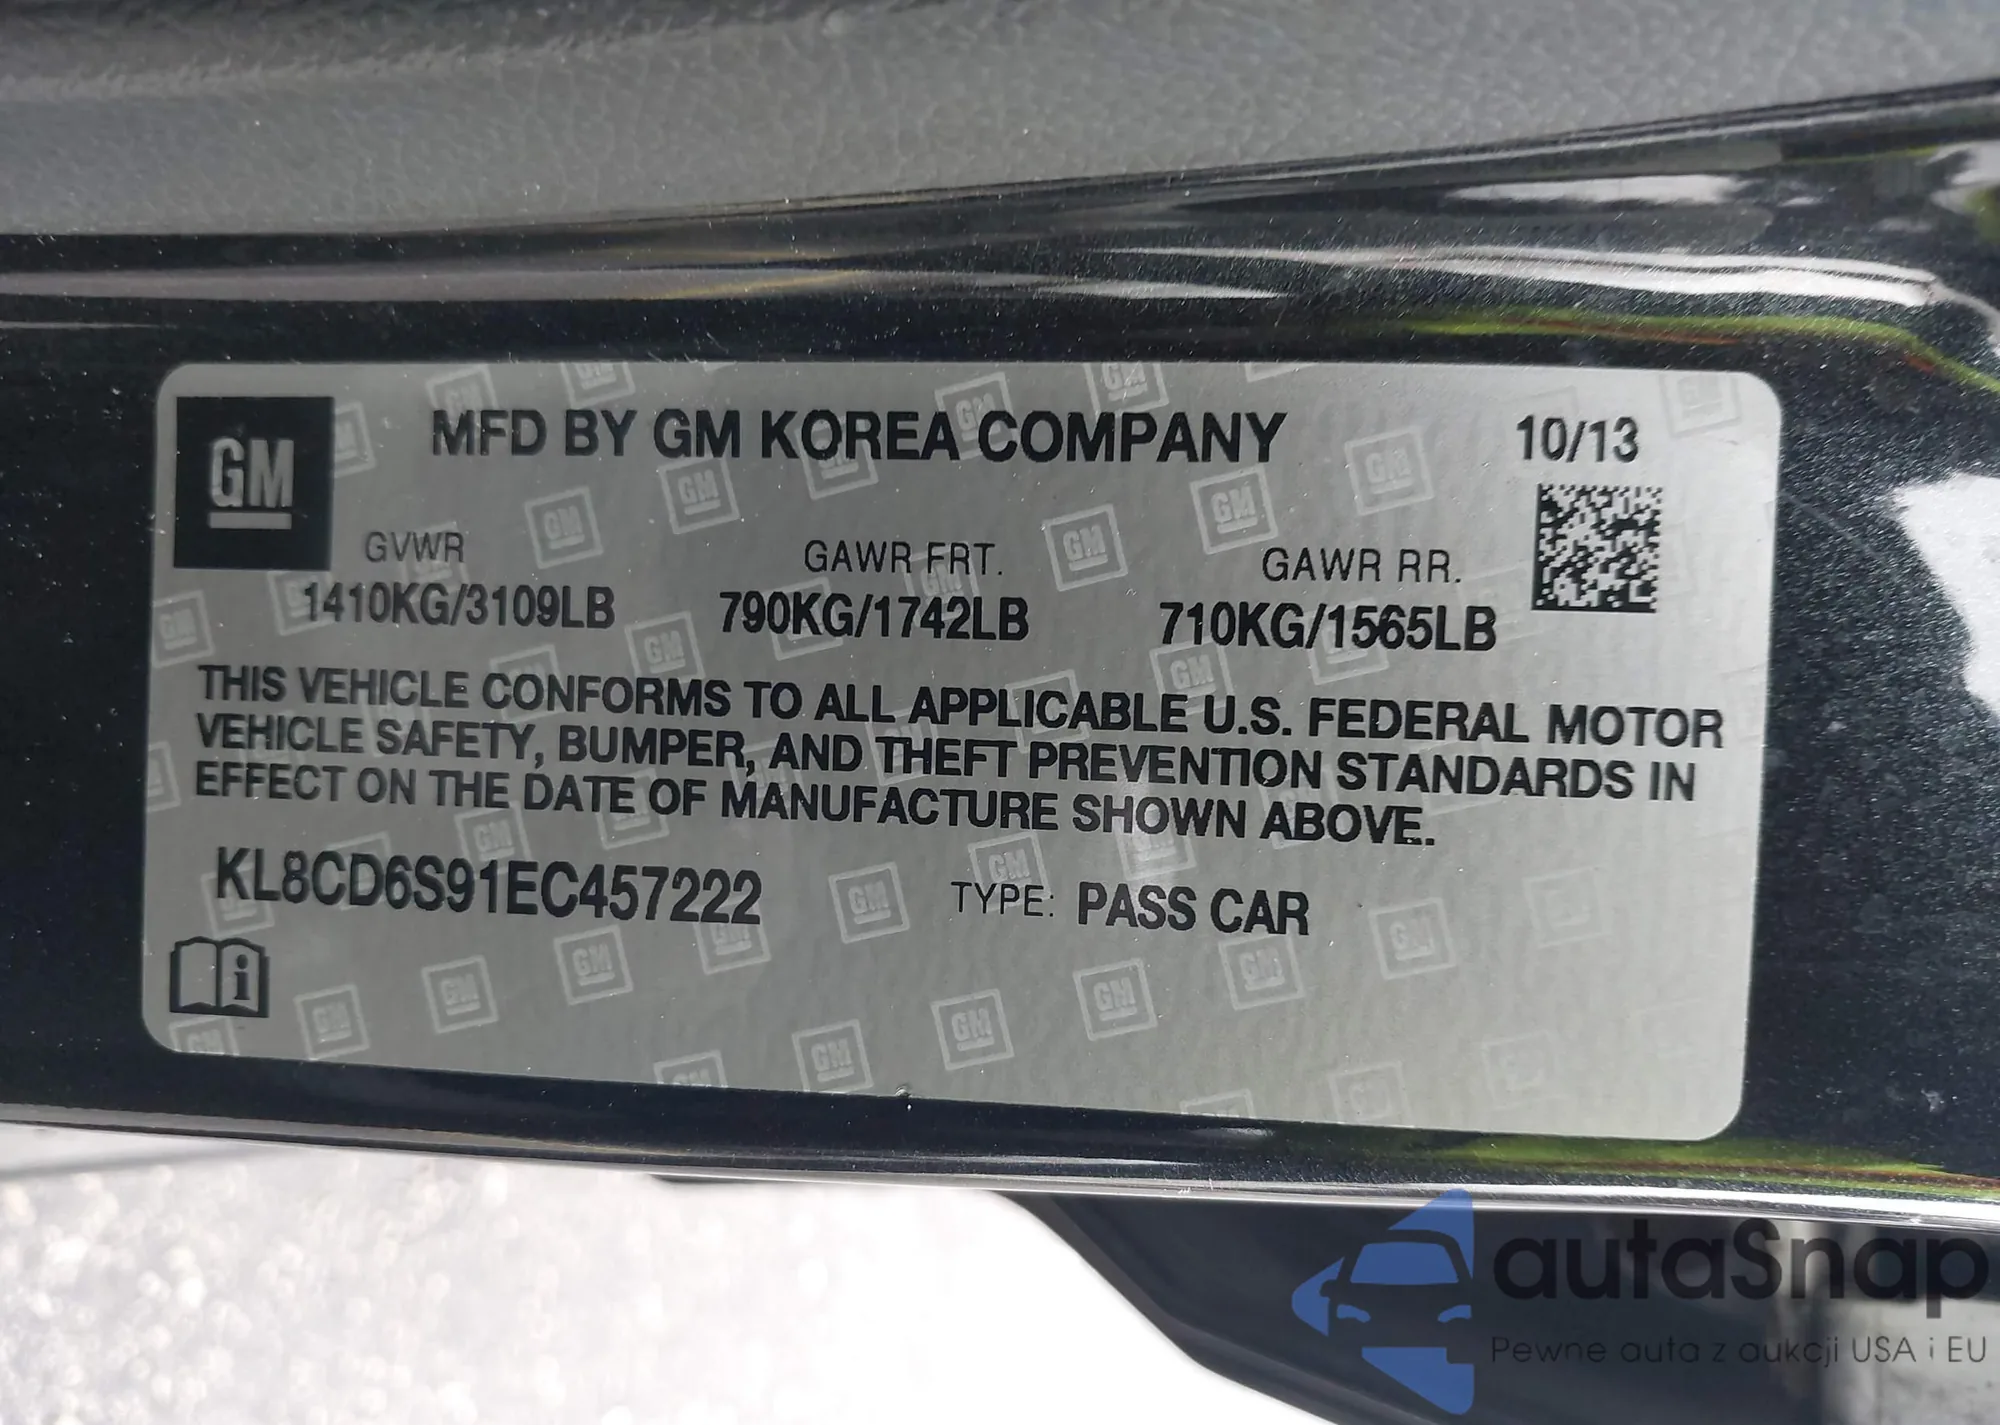 GM
MFD BY GM KOREA COMPANY 10/13
GVWR GAWR FRT. GAWR RR.
1410KG/3109LB 790KG/1742LB 710KG/1565LB
THIS VEHICLE CONFORMS TO ALL APPLICABLE U.S. FEDERAL MOTOR
VEHICLE SAFETY, BUMPER, AND THEFT PREVENTION STANDARDS IN
EFFECT ON THE DATE OF MANUFACTURE SHOWN ABOVE.
KL8CD6S91EC457222 TYPE: PASS CAR
autaSnap
Pewne auta z aukcji USA i EU